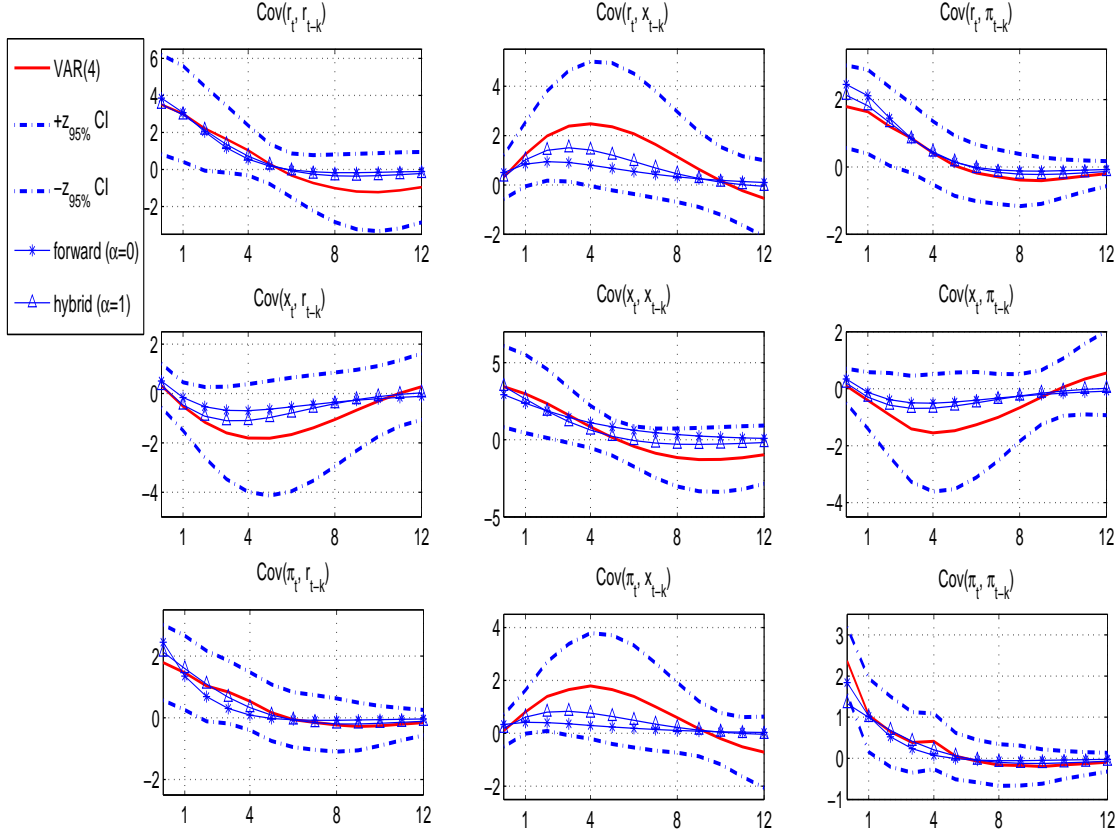 VAR(4)
+z95% CI
−z95% CI
forward (α=0)
hybrid (α=1)
Cov(rt, rt−k)
6
4
2
0
−2
1 4 8 12
Cov(rt, xt−k)
4
2
0
−2
1 4 8 12
Cov(rt, πt−k)
4
2
0
−2
1 4 8 12
Cov(xt, rt−k)
2
0
−2
−4
1 4 8 12
Cov(xt, xt−k)
5
0
−5
1 4 8 12
Cov(xt, πt−k)
2
0
−2
−4
1 4 8 12
Cov(πt, rt−k)
2
0
−2
1 4 8 12
Cov(πt, xt−k)
4
2
0
−2
1 4 8 12
Cov(πt, πt−k)
3
2
1
0
−1
1 4 8 12